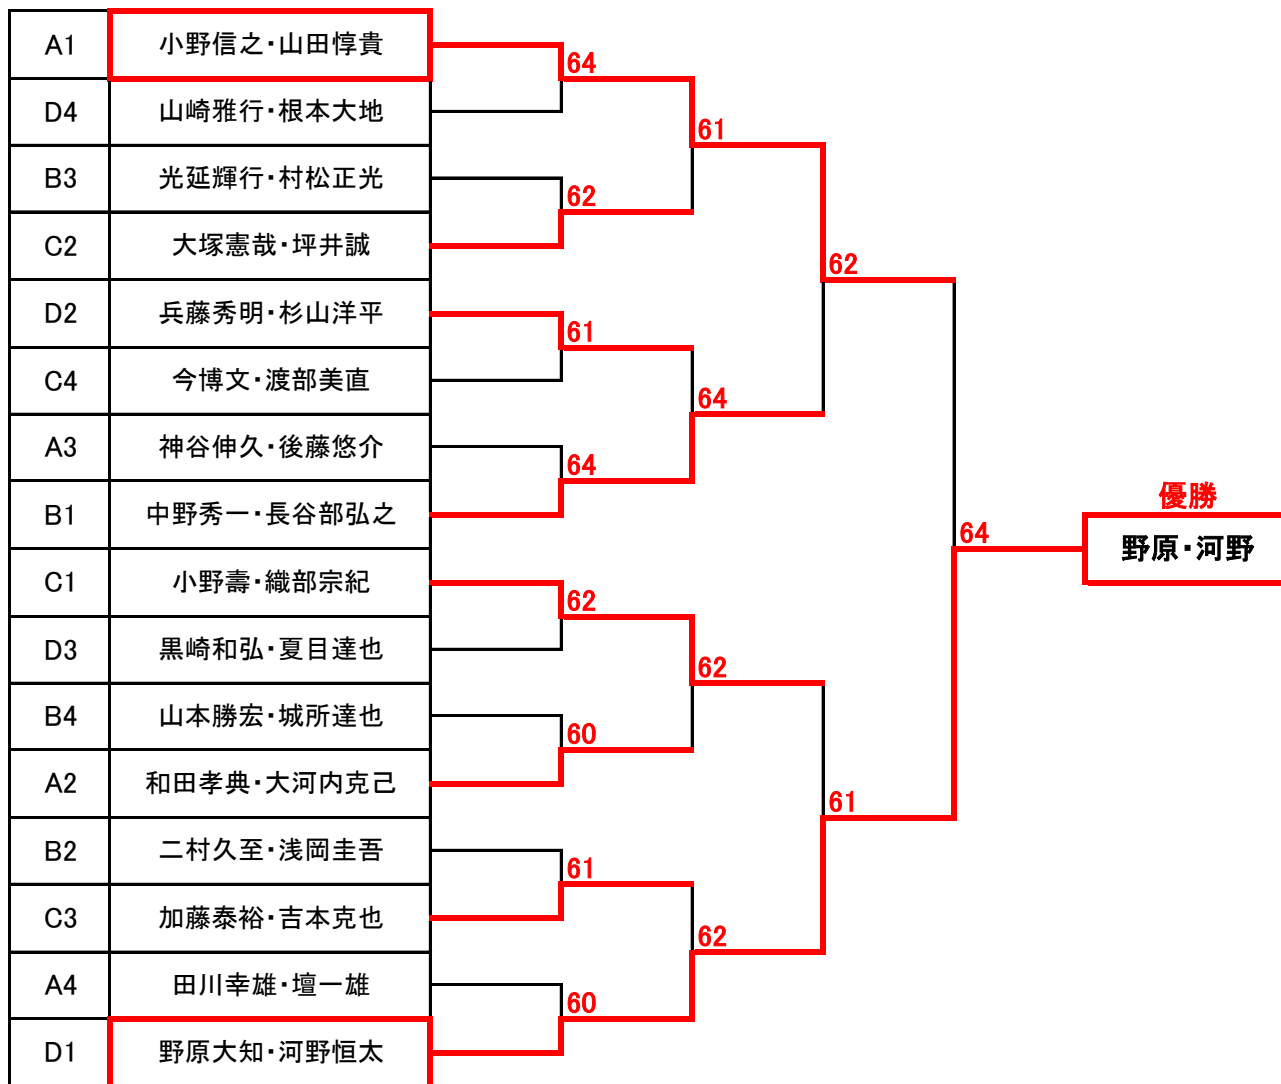 A1 小野信之・山田惇貴
64
D4 山崎雅行・根本大地
61
B3 光延輝行・村松正光
62
C2 大塚憲哉・坪井誠
62
D2 兵藤秀明・杉山洋平
61
C4 今博文・渡部美直
64
A3 神谷伸久・後藤悠介
64
B1 中野秀一・長谷部弘之
優勝
64
野原・河野
C1 小野壽・織部宗紀
62
D3 黒崎和弘・夏目達也
62
B4 山本勝宏・城所達也
60
A2 和田孝典・大河内克己
61
B2 二村久至・浅岡圭吾
61
C3 加藤泰裕・吉本克也
62
A4 田川幸雄・壇一雄
60
D1 野原大知・河野恒太